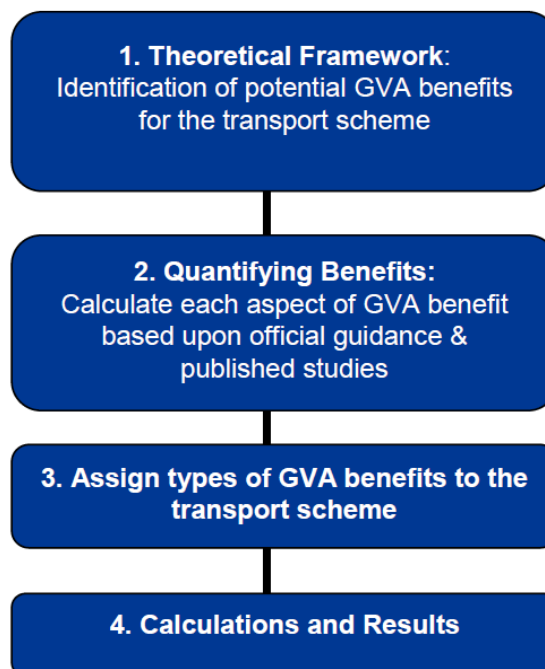 1. Theoretical Framework:
Identification of potential GVA benefits
for the transport scheme
2. Quantifying Benefits:
Calculate each aspect of GVA benefit
based upon official guidance &
published studies
3. Assign types of GVA benefits to the
transport scheme
4. Calculations and Results